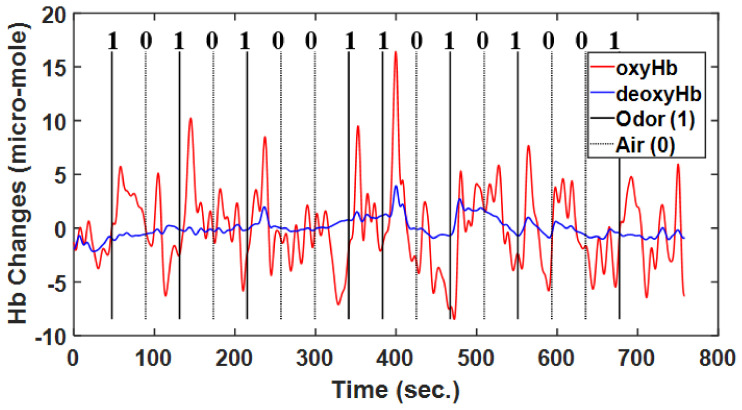 Hb Changes (micro-mole)
20
15
10
5
0
-5
-10
1 0 1 0 1 0 0 1 1 0 1 0 1 0 0 1
oxyHb
deoxyHb
Odor (1)
Air (0)
0 100 200 300 400 500 600 700 800
Time (sec.)